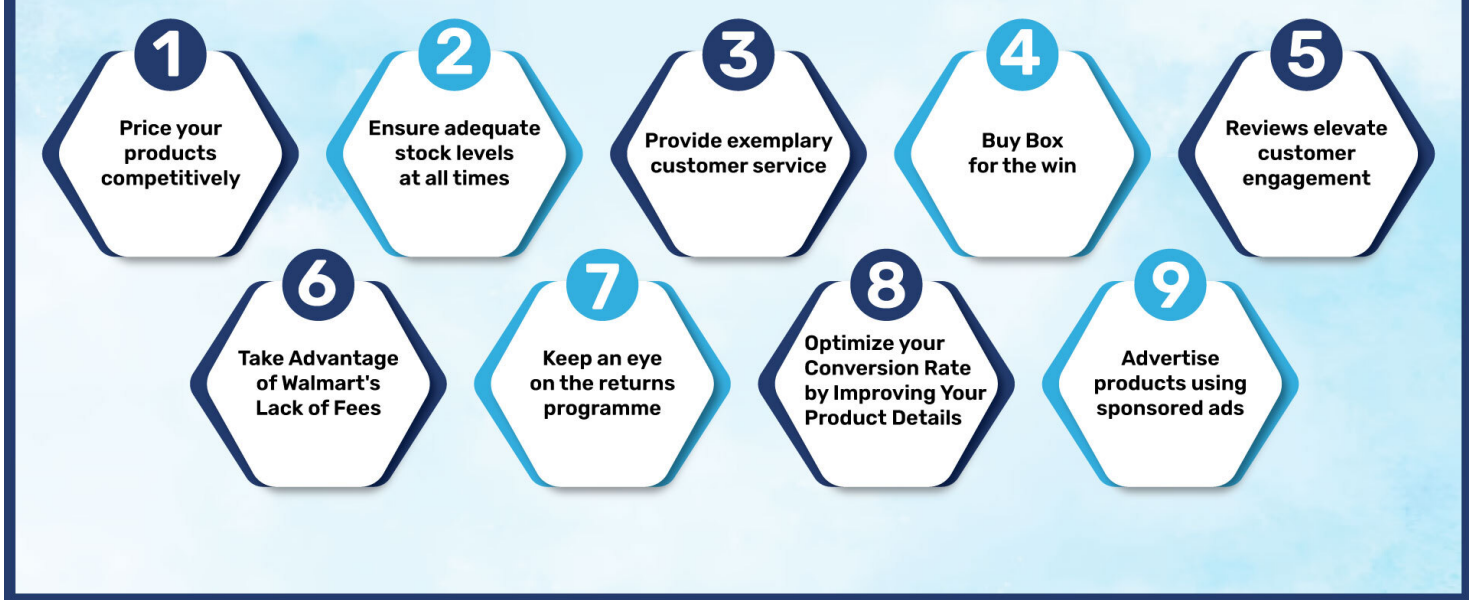 1
Price your
products
competitively
2
Ensure adequate
stock levels
at all times
3
Provide exemplary
customer service
4
Buy Box
for the win
5
Reviews elevate
customer
engagement
6
Take Advantage
of Walmart's
Lack of Fees
7
Keep an eye
on the returns
programme
8
Optimize your
Conversion Rate
by Improving Your
Product Details
9
Advertise
products using
sponsored ads